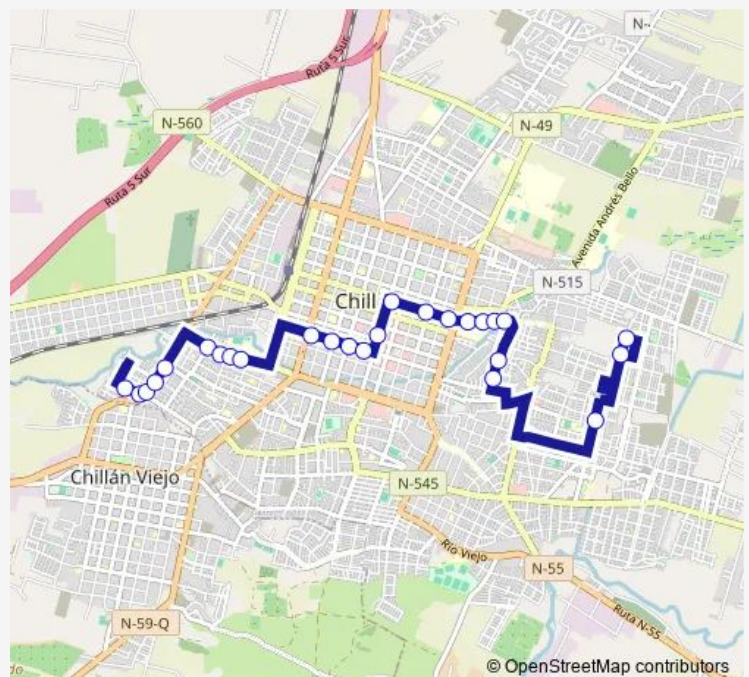 N-
Ruta 5 Sur
N-560
N-49
Ruta 5 Sur
Avenida Andrés Bello
N-515
Chill
Chillán Viejo
N-545
Río Viejo
N-55
N-59-Q
Ruta N-55
do
© OpenStreetMap contributors